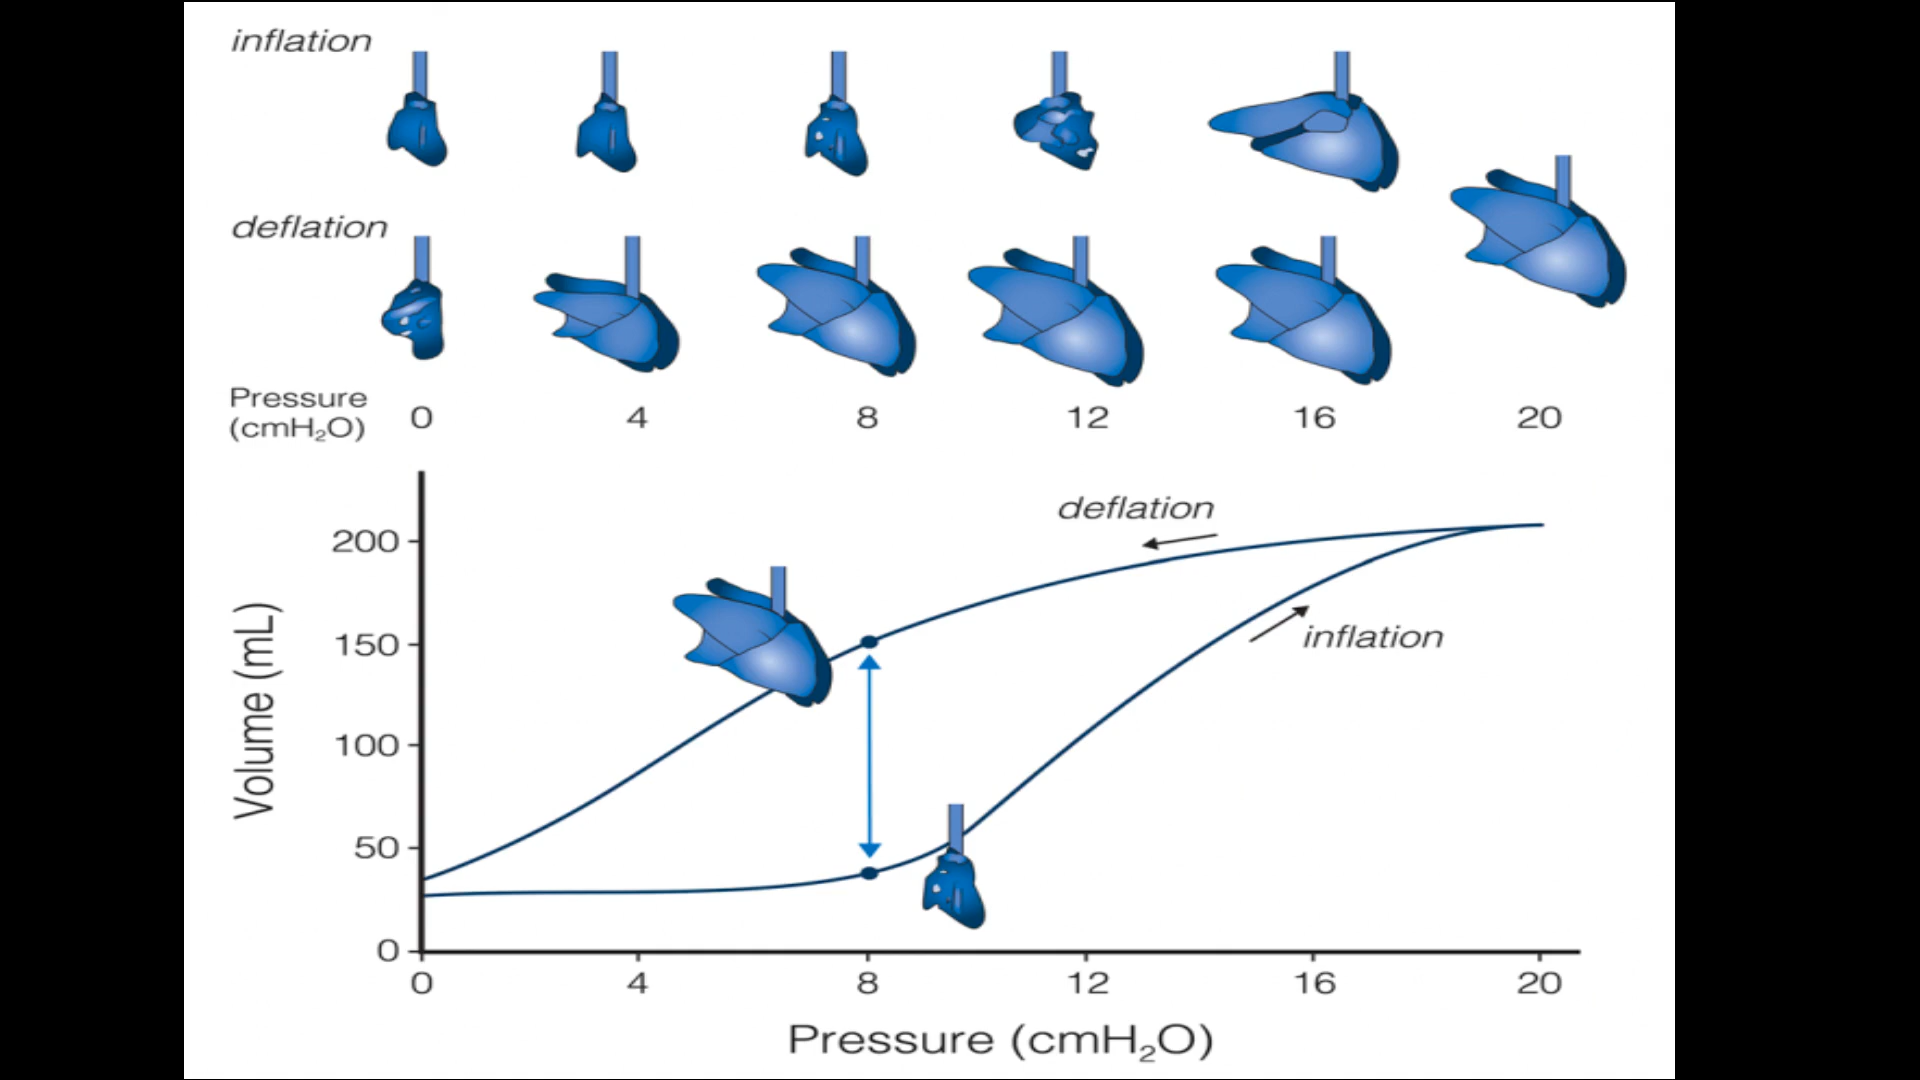 inflation
deflation
Pressure
(cmH₂O)
0 4 8 12 16 20
deflation
inflation
200
150
100
50
0
Volume (mL)
0 4 8 12 16 20
Pressure (cmH₂O)